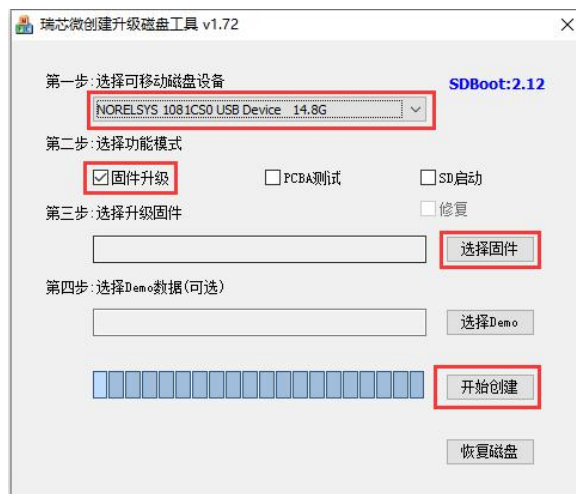 瑞芯微创建升级磁盘工具 v1.72
第一步:选择可移动磁盘设备
SDBoot:2.12
NORELSYS 1081CS0 USB Device 14.8G
第二步:选择功能模式
固件升级
PCBA测试
SD启动
第三步:选择升级固件
修复
选择固件
第四步:选择Demo数据(可选)
选择Demo
开始创建
恢复磁盘